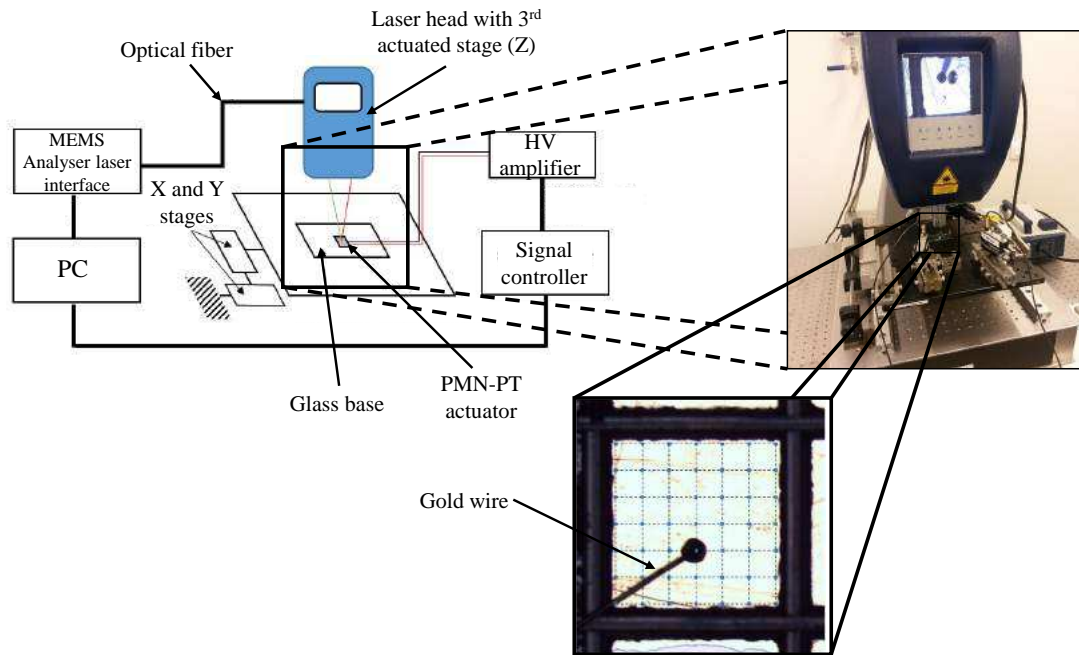 Laser head with 3rd
actuated stage (Z)
Optical fiber
MEMS
Analyser laser
interface
HV
amplifier
X and Y
stages
PC
Signal
controller
Glass base
PMN-PT
actuator
Gold wire